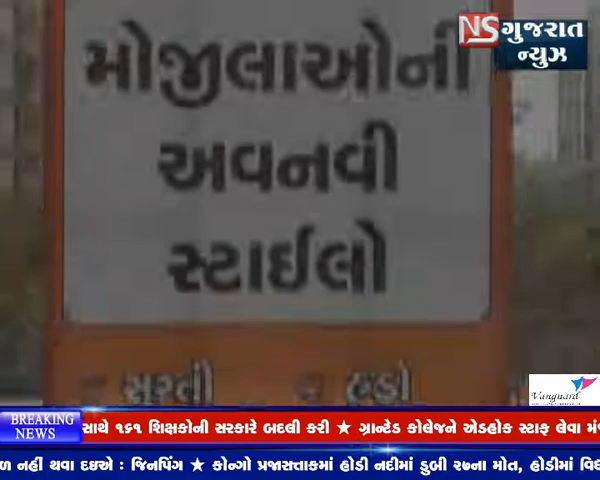 NS ગુજરાત
ન્યુઝ
મોજીલાઓની
અવનવી
સ્ટાઈલો
સુરતી
Vanguard
BREAKING
NEWS
સાથે ૧૬૧ શિક્ષકોની સરકારે બદલી કરી ★ ગ્રાન્ટેડ કોલેજને એડહોક સ્ટાફ લેવા મં
ળ નહીં થવા દઇએ : જિનપિંગ ★ કોન્ગો પ્રજાસત્તાકમાં હોડી નદીમાં ડુબી ૨૭ના મોત, હોડીમાં વિદ